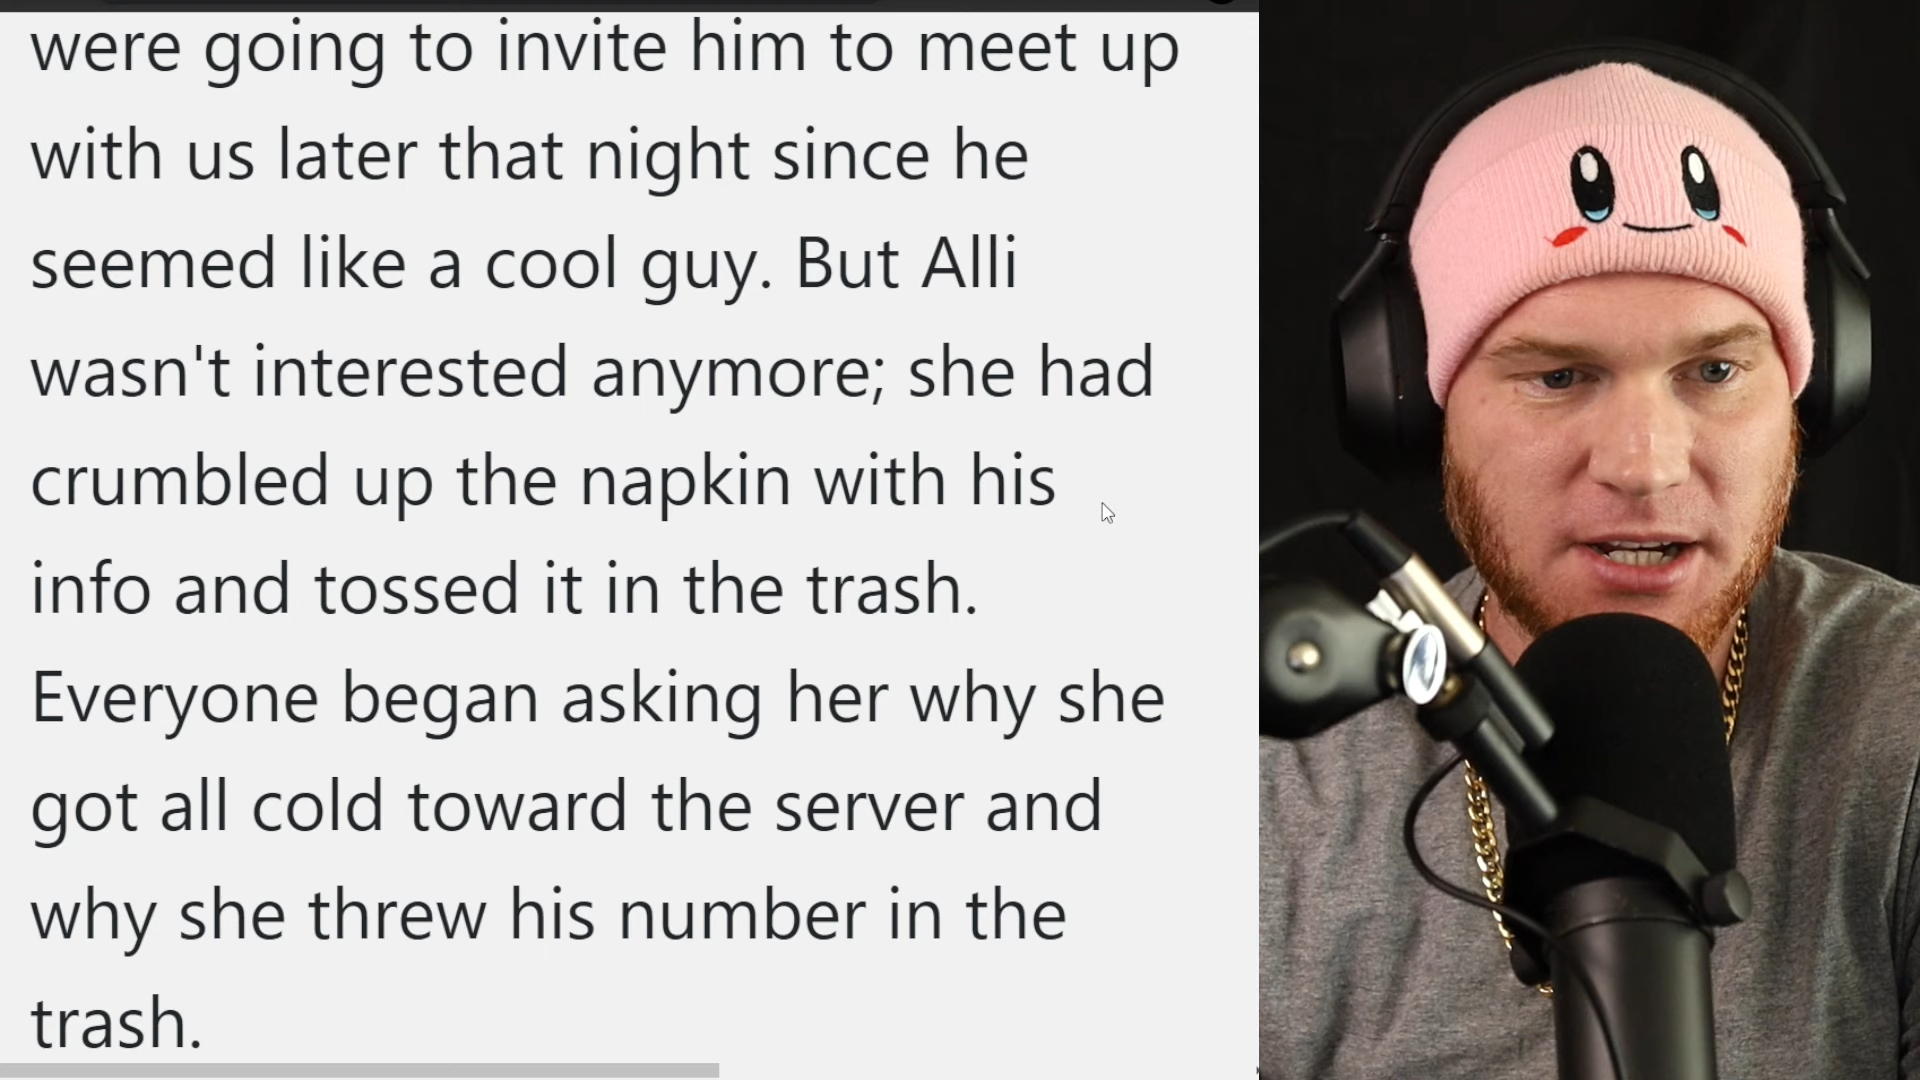 were going to invite him to meet up
with us later that night since he
seemed like a cool guy. But Alli
wasn't interested anymore; she had
crumbled up the napkin with his
info and tossed it in the trash.
Everyone began asking her why she
got all cold toward the server and
why she threw his number in the
trash.